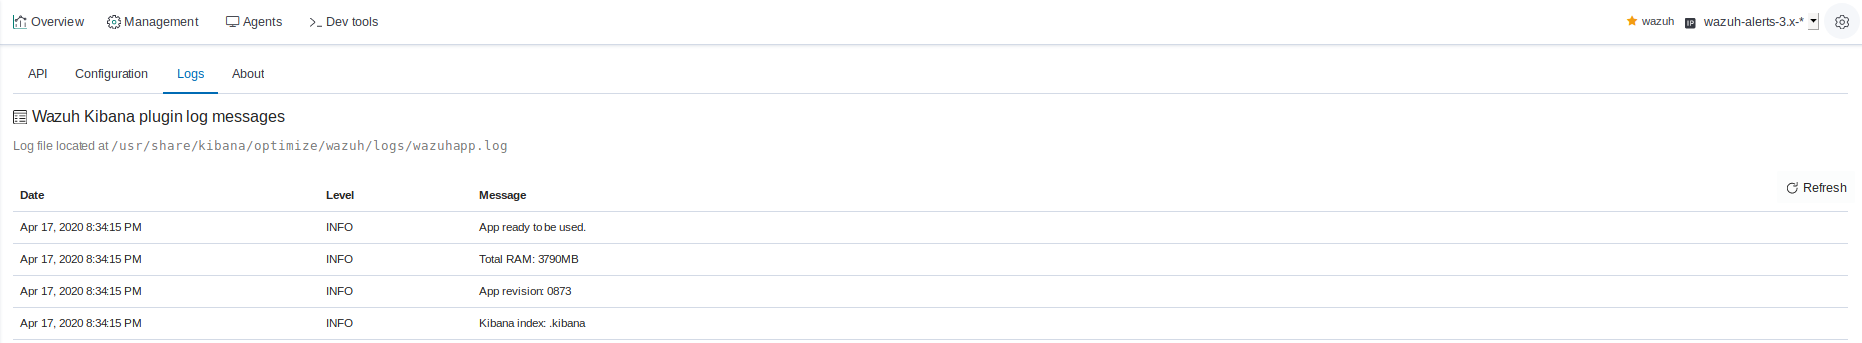 Overview Management Agents >_ Dev tools wazuh IP wazuh-alerts-3.x-*
API Configuration Logs About
Wazuh Kibana plugin log messages
Log file located at /usr/share/kibana/optimize/wazuh/logs/wazuhapp.log
Refresh
Date Level Message
Apr 17, 2020 8:34:15 PM INFO App ready to be used.
Apr 17, 2020 8:34:15 PM INFO Total RAM: 3790MB
Apr 17, 2020 8:34:15 PM INFO App revision: 0873
Apr 17, 2020 8:34:15 PM INFO Kibana index: .kibana